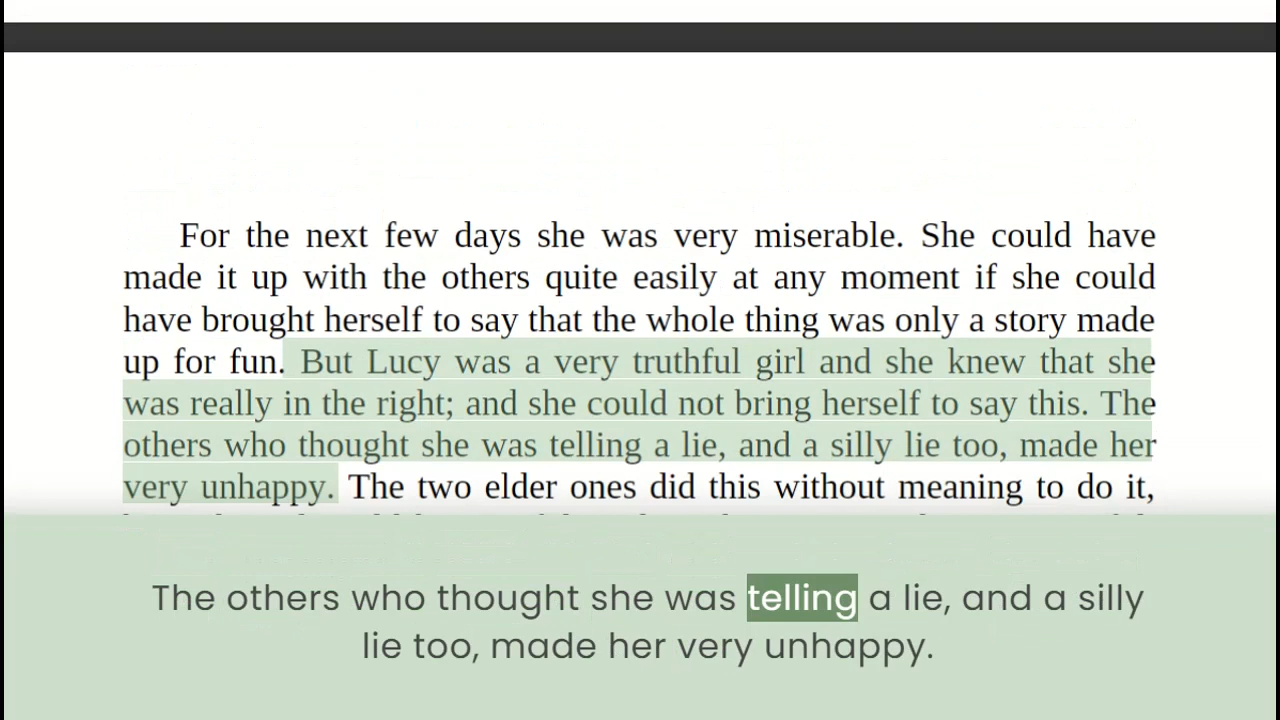 For the next few days she was very miserable. She could have
made it up with the others quite easily at any moment if she could
have brought herself to say that the whole thing was only a story made
up for fun. But Lucy was a very truthful girl and she knew that she
was really in the right; and she could not bring herself to say this. The
others who thought she was telling a lie, and a silly lie too, made her
very unhappy. The two elder ones did this without meaning to do it,
The others who thought she was telling a lie, and a silly
lie too, made her very unhappy.